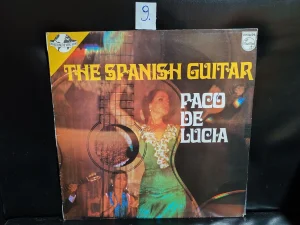 9.
THE SPANISH GUITAR
PACO
DE
LUCIA